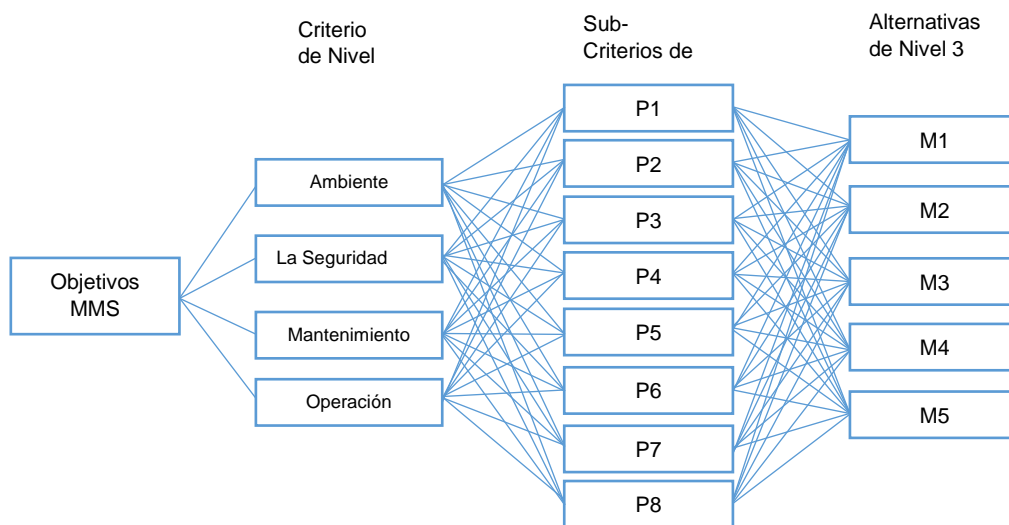 Criterio
de Nivel
Sub-
Criterios de
Alternativas
de Nivel 3
Objetivos
MMS
Ambiente
La Seguridad
Mantenimiento
Operación
P1
P2
P3
P4
P5
P6
P7
P8
M1
M2
M3
M4
M5